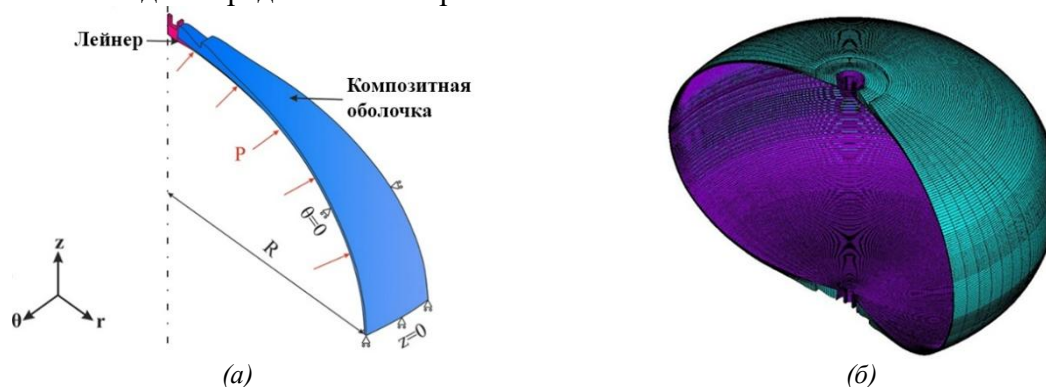 Лейнер
Композитная
оболочка
P
θ=0
R
z
θ
r
z=0
(а)
(б)